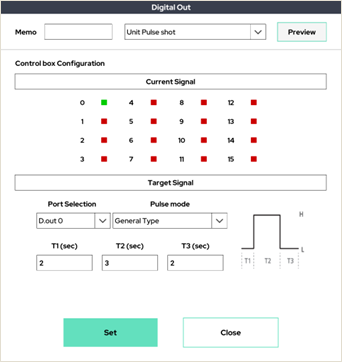 Digital Out
Memo Unit Pulse shot Preview
Control box Configuration
Current Signal
0 4 8 12
1 5 9 13
2 6 10 14
3 7 11 15
Target Signal
Port Selection Pulse mode
D.out 0 General Type
H
L
T1 (sec) T2 (sec) T3 (sec)
T1 T2 T3
2 3 2
Set Close